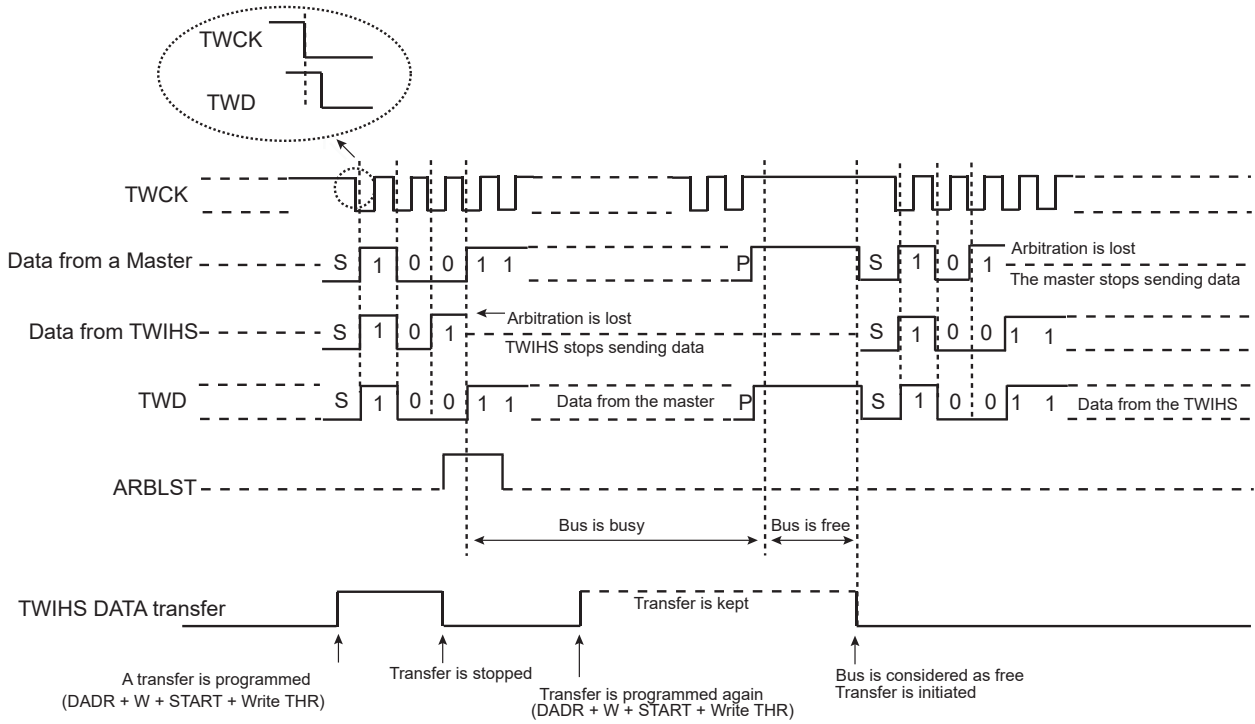 TWCK
TWD
TWCK
Data from a Master
S 1 0 0 1 1
P
S 1 0 1
Arbitration is lost
The master stops sending data
Data from TWIHS
S 1 0 1
Arbitration is lost
TWIHS stops sending data
S 1 0 0 1 1
TWD
S 1 0 0 1 1
Data from the master
P
S 1 0 0 1 1
Data from the TWIHS
ARBLST
Bus is busy
Bus is free
TWIHS DATA transfer
Transfer is kept
A transfer is programmed
(DADR + W + START + Write THR)
Transfer is stopped
Transfer is programmed again
(DADR + W + START + Write THR)
Bus is considered as free
Transfer is initiated